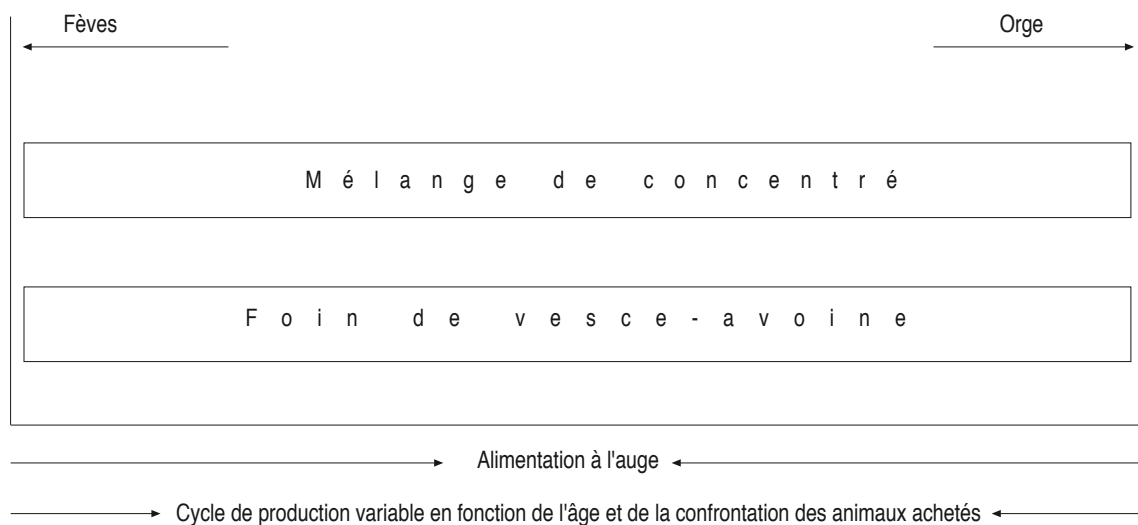 Fèves Orge
Mélange de concentré
Foin de vesce-avoine
Alimentation à l'auge
Cycle de production variable en fonction de l'âge et de la confrontation des animaux achetés